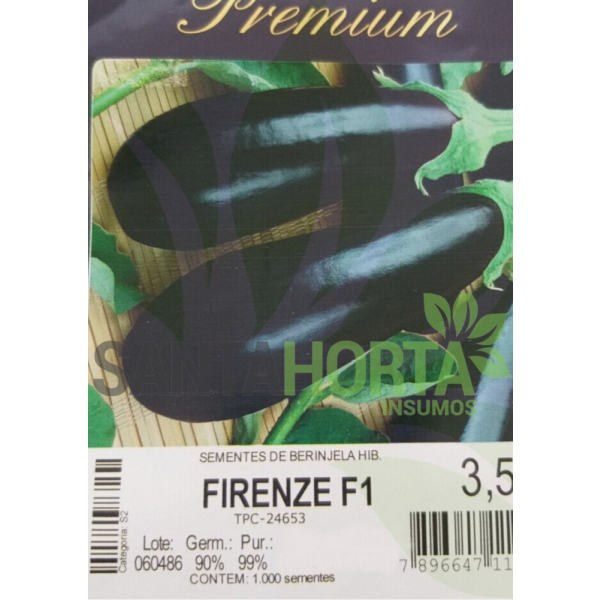 Premium
SANTAHORTA
INSUMOS
SEMENTES DE BERINJELA HIB.
FIRENZE F1
3,5
TPC-24653
Categoria: S2
Lote: Germ.: Pur.:
060486 90% 99%
CONTEM: 1.000 sementes
7 896647 11